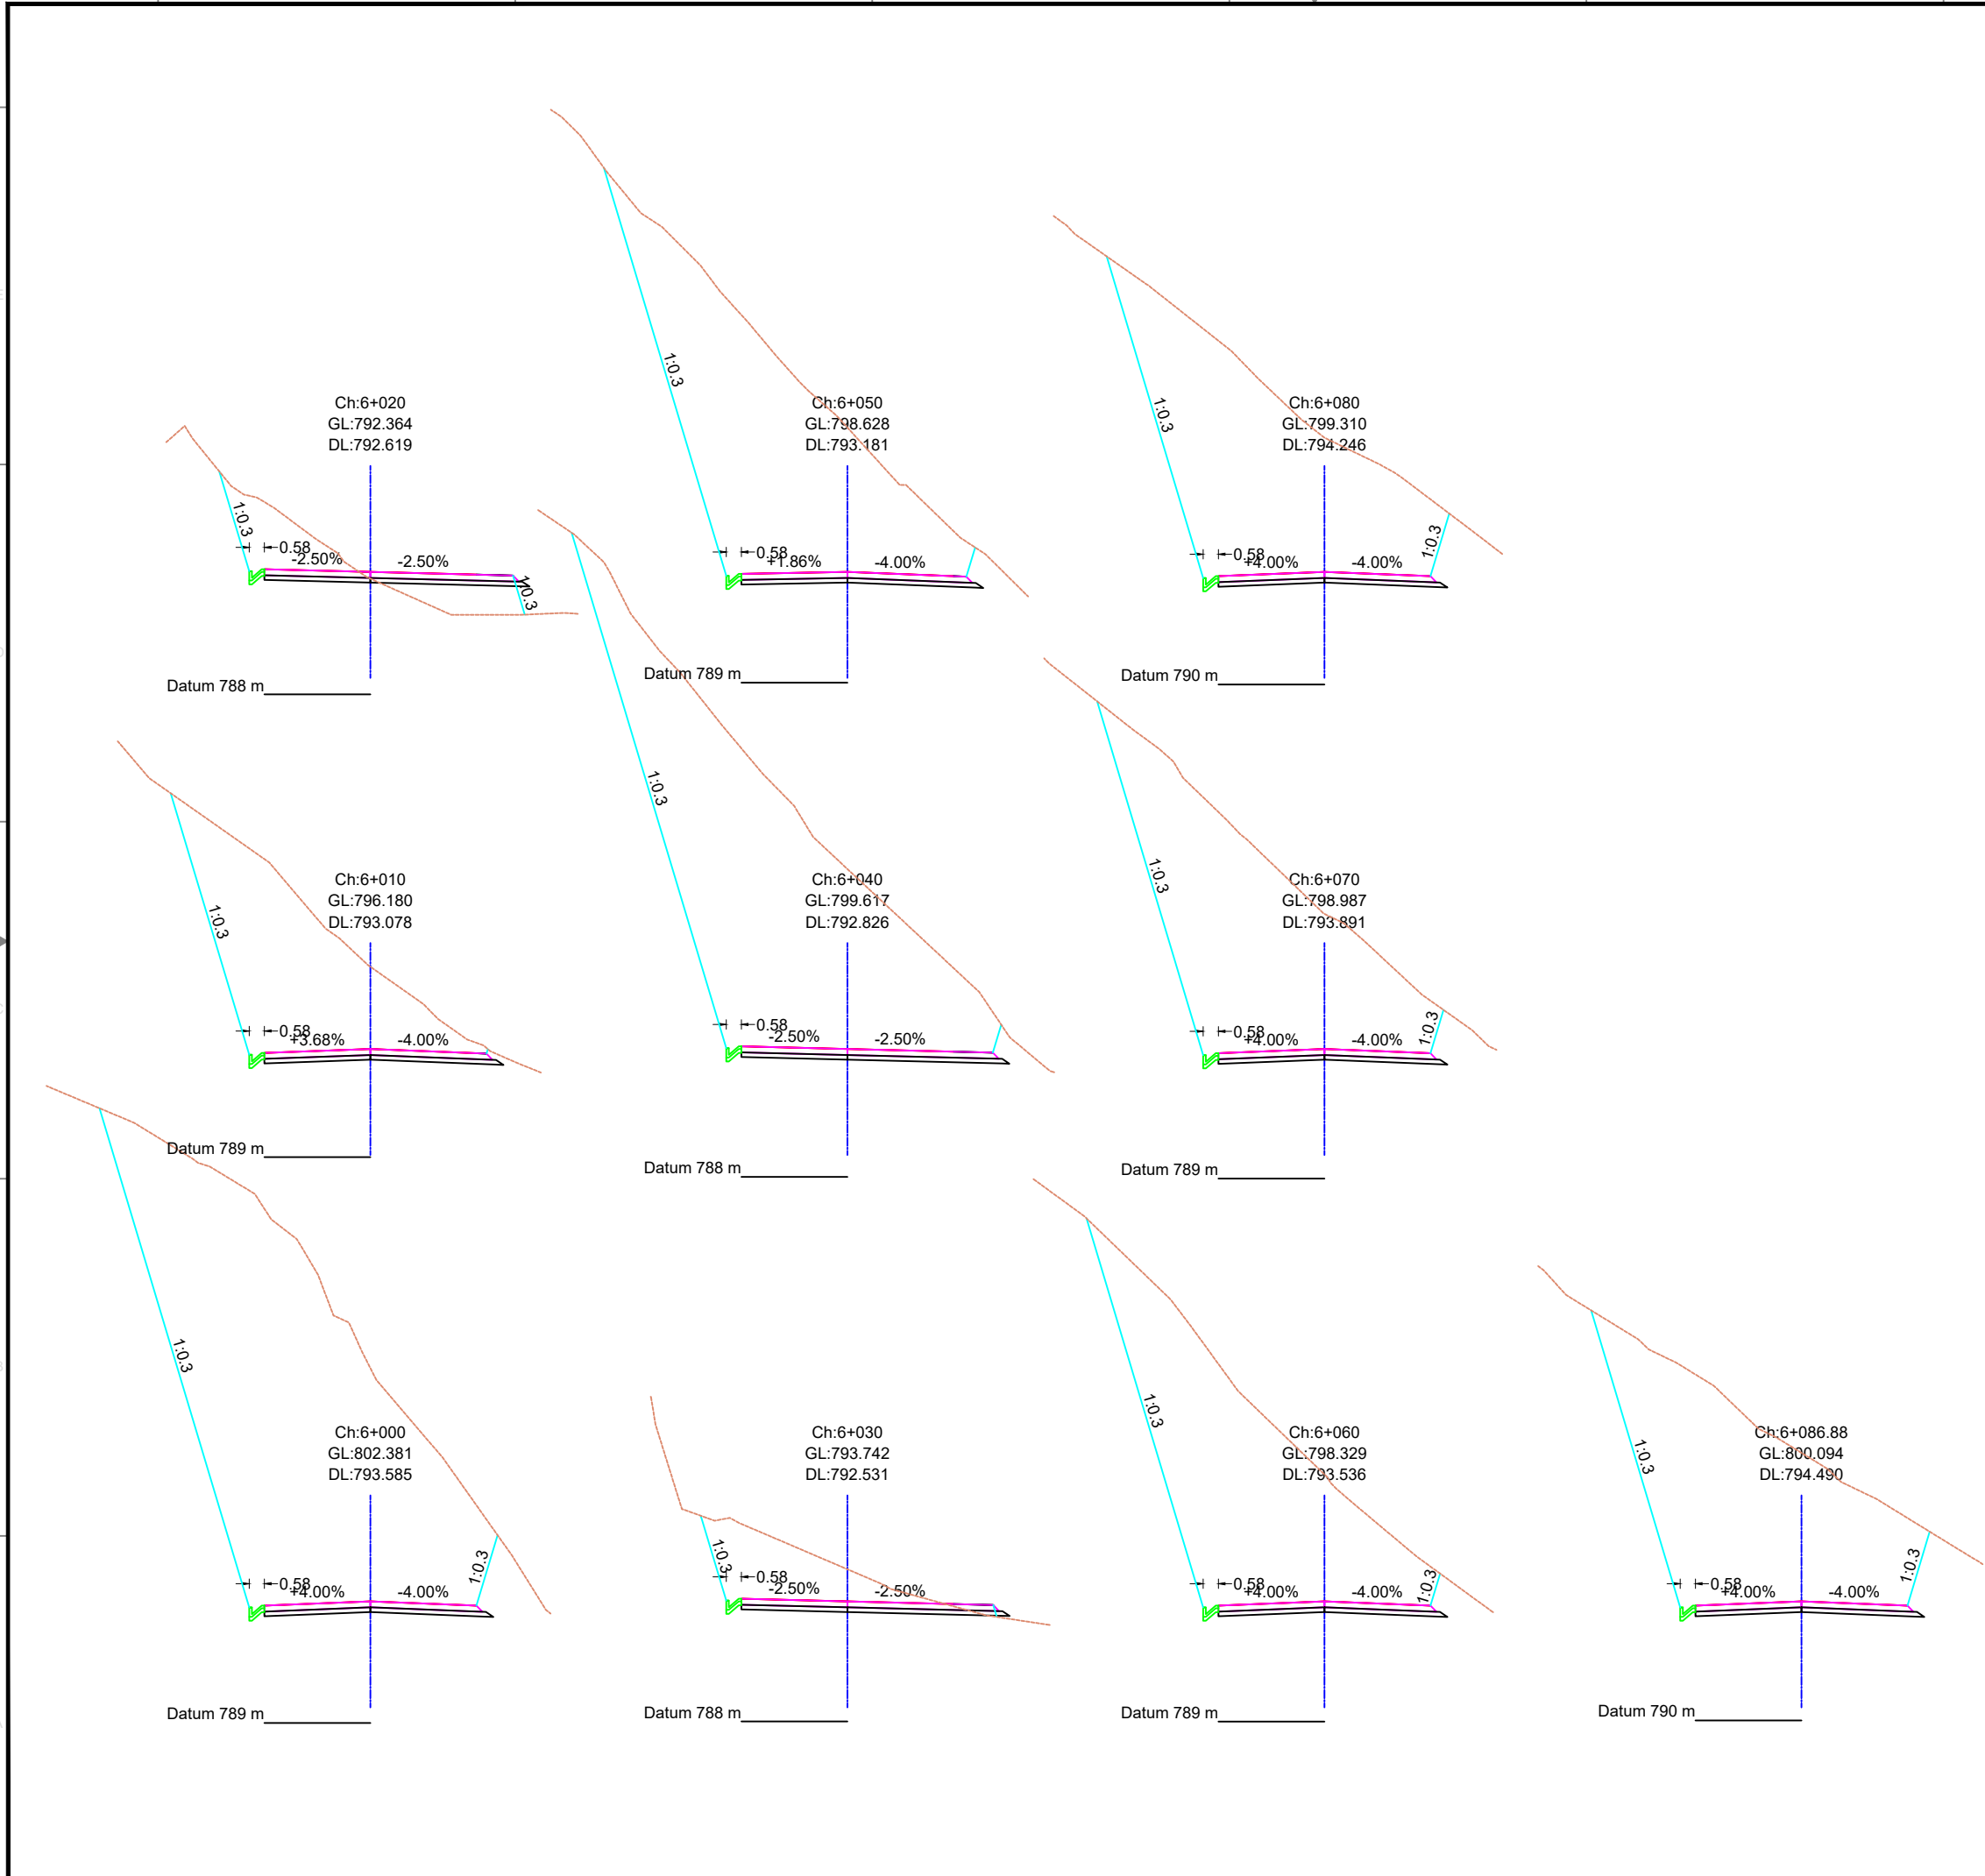 Ch:6+020
GL:792.364
DL:792.619
1:0.3
0.58
-2.50%
-2.50%
1:0.3
Datum 788 m
Ch:6+050
GL:798.628
DL:793.181
1:0.3
0.58
+1.86%
-4.00%
Datum 789 m
Ch:6+080
GL:799.310
DL:794.246
1:0.3
0.58
+4.00%
-4.00%
1:0.3
Datum 790 m
Ch:6+010
GL:796.180
DL:793.078
1:0.3
0.58
+3.68%
-4.00%
Datum 789 m
Ch:6+040
GL:799.617
DL:792.826
1:0.3
0.58
-2.50%
-2.50%
Datum 788 m
Ch:6+070
GL:798.987
DL:793.891
1:0.3
0.58
+4.00%
-4.00%
1:0.3
Datum 789 m
Ch:6+000
GL:802.381
DL:793.585
1:0.3
0.58
+4.00%
-4.00%
1:0.3
Datum 789 m
Ch:6+030
GL:793.742
DL:792.531
1:0.3
0.58
-2.50%
-2.50%
Datum 788 m
Ch:6+060
GL:798.329
DL:793.536
1:0.3
0.58
+4.00%
-4.00%
1:0.3
Datum 789 m
Ch:6+086.88
GL:800.094
DL:794.490
1:0.3
0.58
+4.00%
-4.00%
1:0.3
Datum 790 m